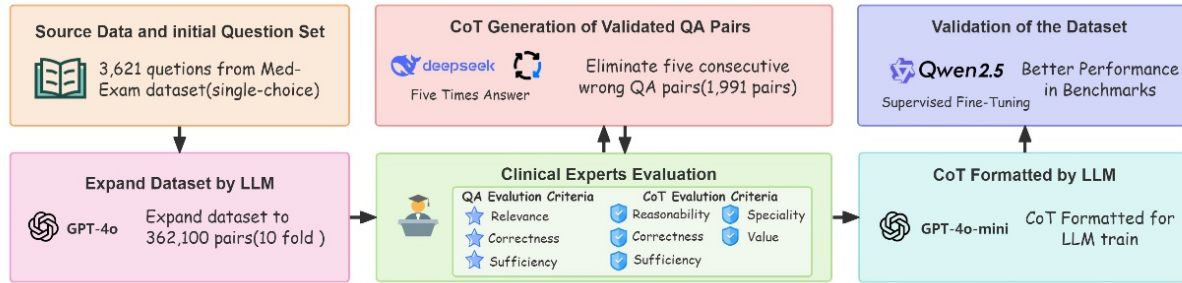 Source Data and initial Question Set
3,621 quetions from Med-
Exam dataset(single-choice)
Expand Dataset by LLM
GPT-4o
Expand dataset to
362,100 pairs(10 fold )
CoT Generation of Validated QA Pairs
deepseek
Five Times Answer
Eliminate five consecutive
wrong QA pairs(1,991 pairs)
Clinical Experts Evaluation
QA Evalution Criteria
Relevance
Correctness
Sufficiency
CoT Evalution Criteria
Reasonability
Speciality
Correctness
Value
Sufficiency
CoT Formatted by LLM
GPT-4o-mini
CoT Formatted for
LLM train
Validation of the Dataset
Qwen2.5
Supervised Fine-Tuning
Better Performance
in Benchmarks